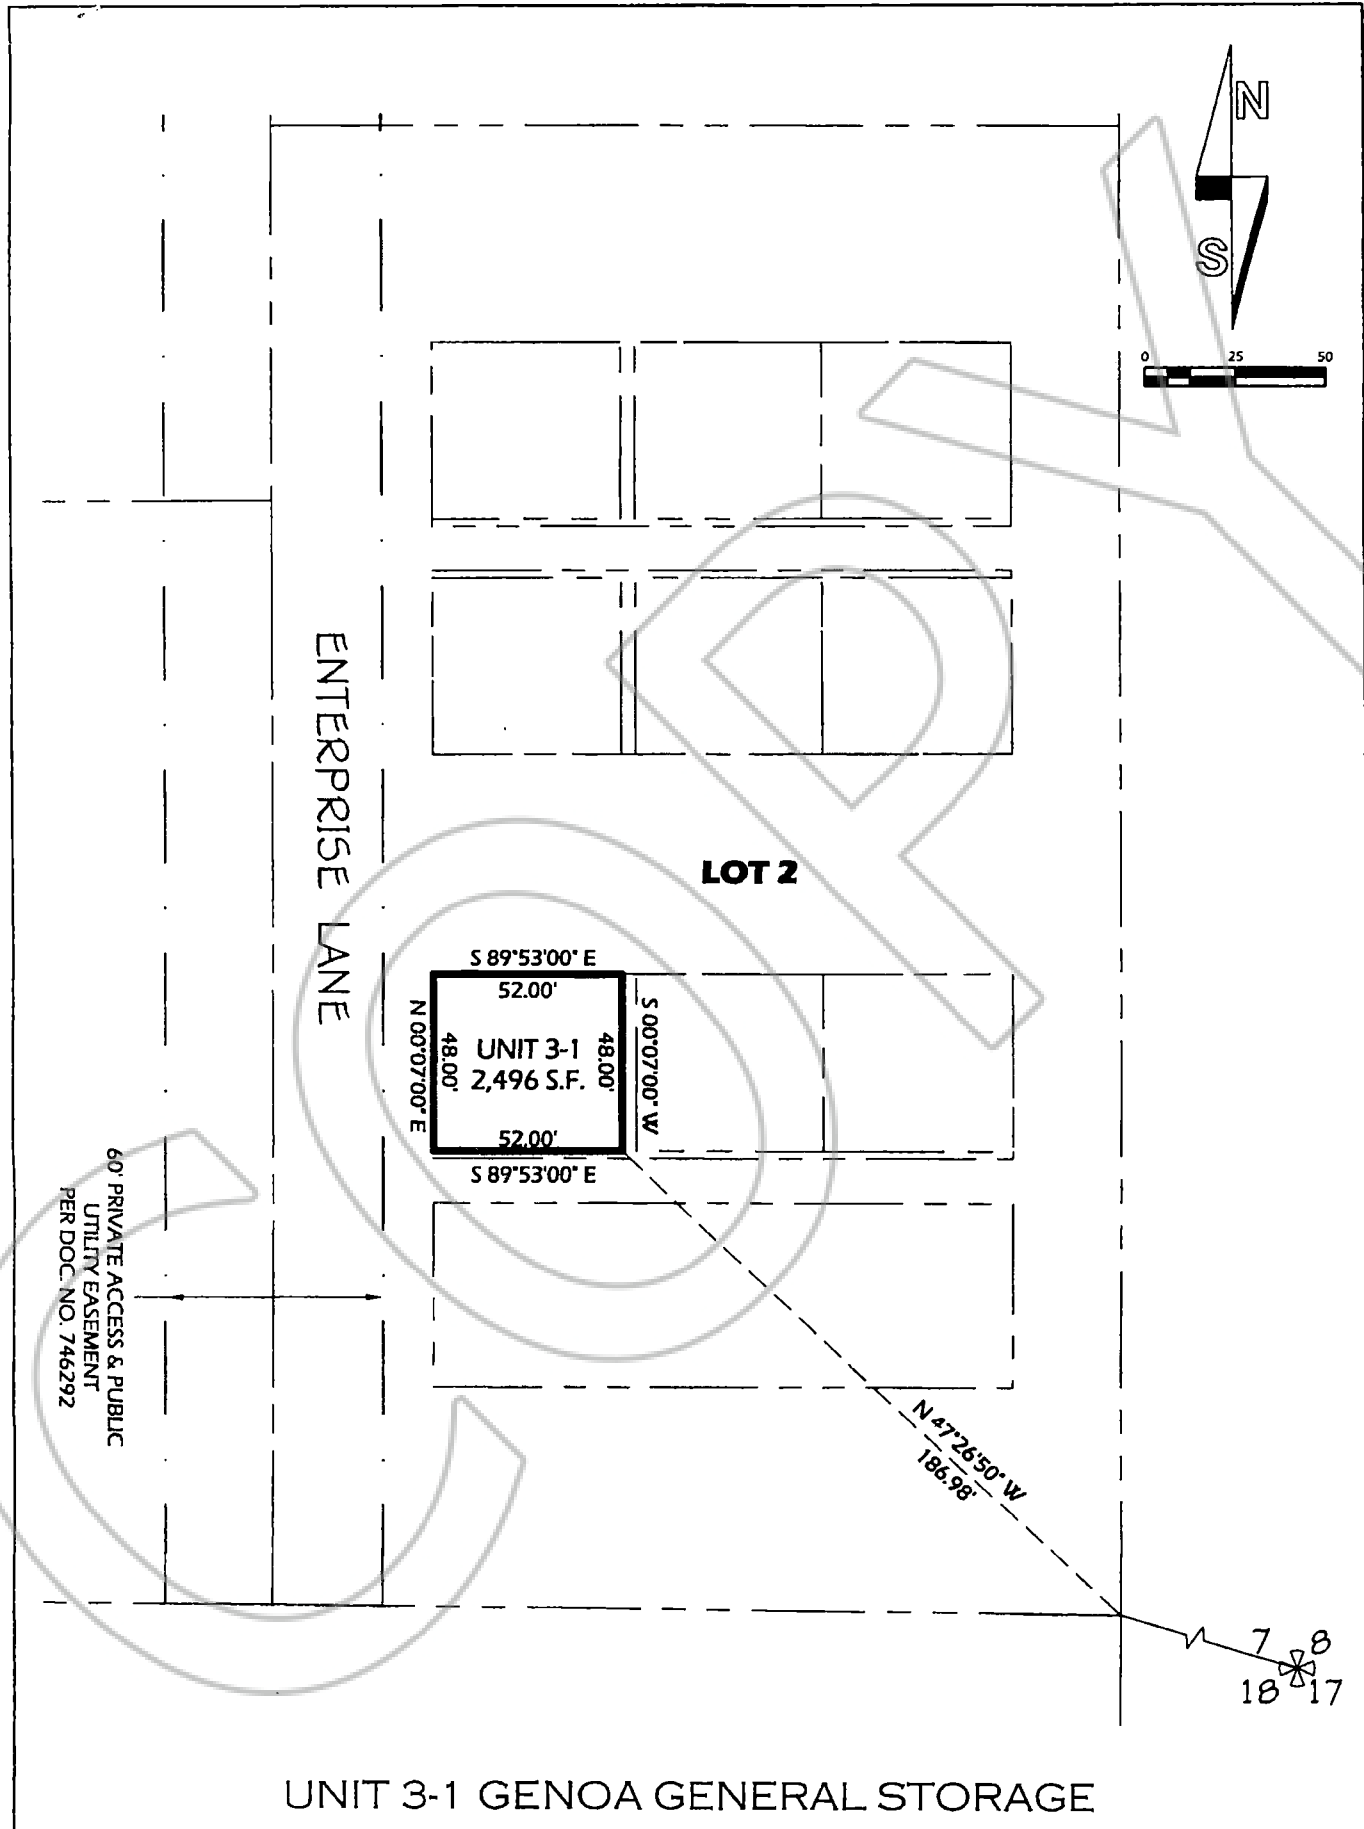 N
S
0 25 50
ENTERPRISE LANE
LOT 2
S 89°53'00" E
52.00'
N 00°07'00" E
48.00'
UNIT 3-1
2,496 S.F.
48.00'
S 00°07'00" W
52.00'
S 89°53'00" E
60' PRIVATE ACCESS & PUBLIC
UTILITY EASEMENT
PER DOC. NO. 746292
N 47°26'50" W
186.98'
7 8
18 17
UNIT 3-1 GENOA GENERAL STORAGE
COPY